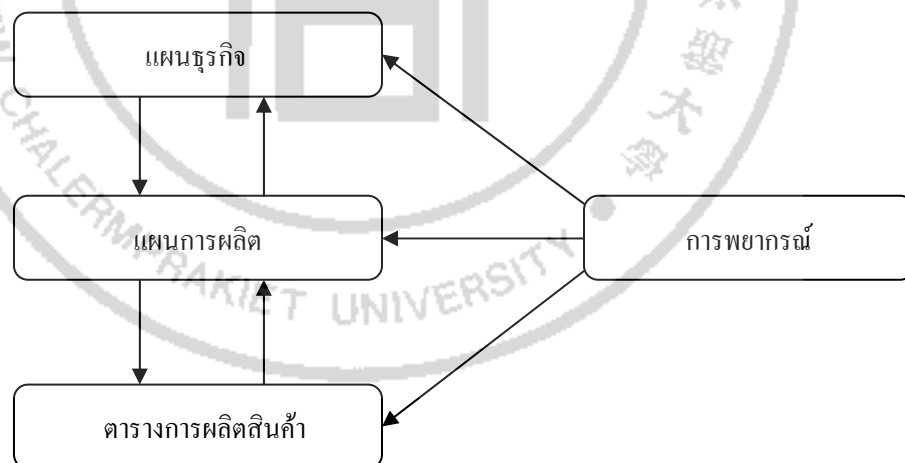 แผนธุรกิจ
แผนการผลิต
การพยากรณ์
ตารางการผลิตสินค้า
CHALERMPRAKIET UNIVERSITY
大學